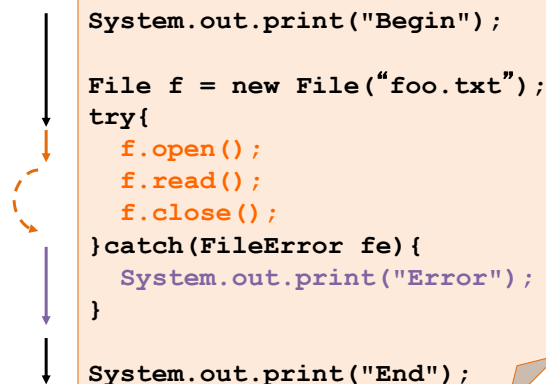 System.out.print("Begin");
File f = new File(“foo.txt”);
try{
f.open();
f.read();
f.close();
}catch(FileError fe){
System.out.print("Error");
}
System.out.print("End");